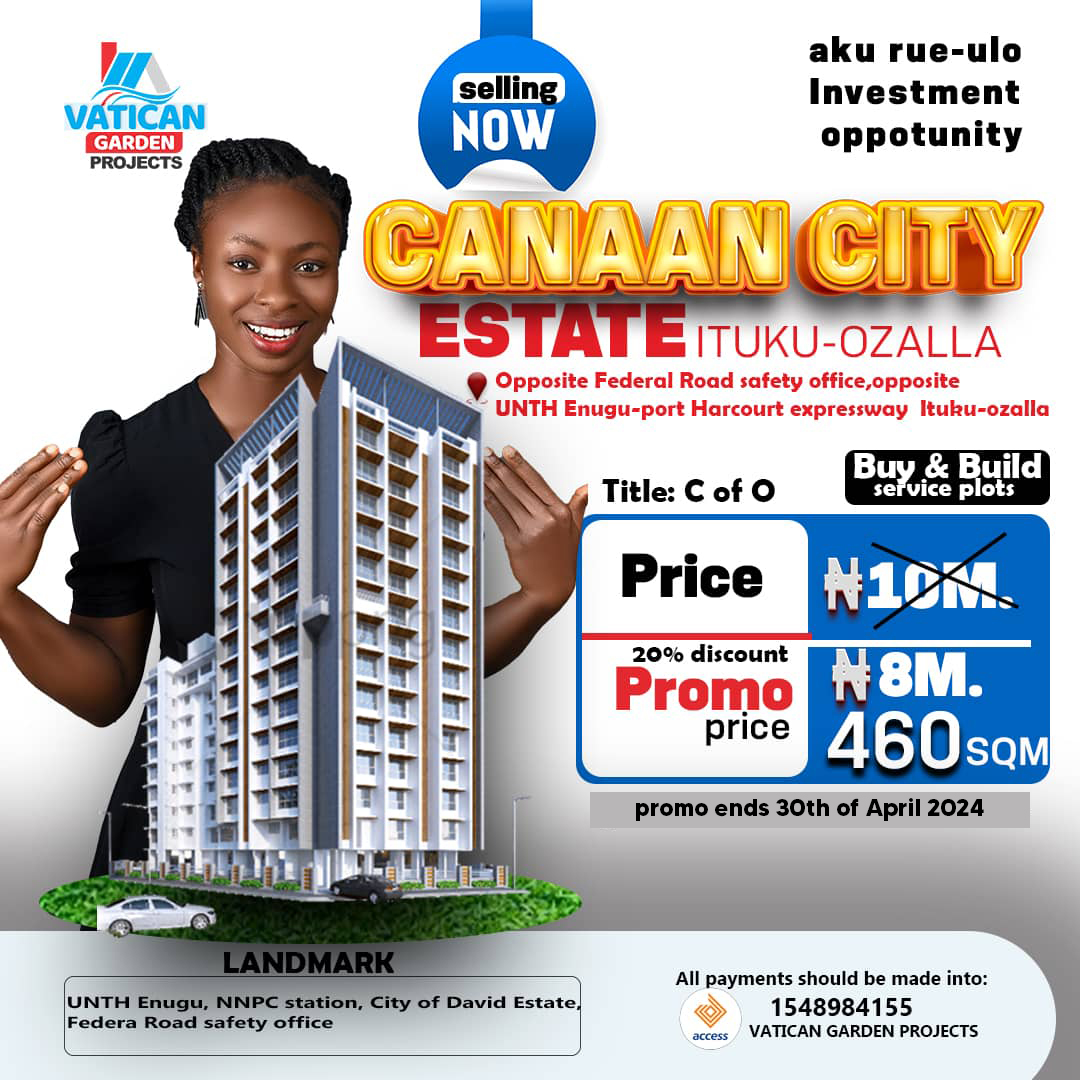 VATICAN
GARDEN
PROJECTS
selling
NOW
aku rue-ulo
Investment
oppotunity
CANAAN CITY
ESTATE ITUKU-OZALLA
Opposite Federal Road safety office,opposite
UNTH Enugu-port Harcourt expressway Ituku-ozalla
Title: C of O
Buy & Build
service plots
Price
₦10M.
20% discount
Promo
price
₦8M.
460 SQM
promo ends 30th of April 2024
LANDMARK
UNTH Enugu, NNPC station, City of David Estate,
Federa Road safety office
All payments should be made into:
1548984155
access
VATICAN GARDEN PROJECTS